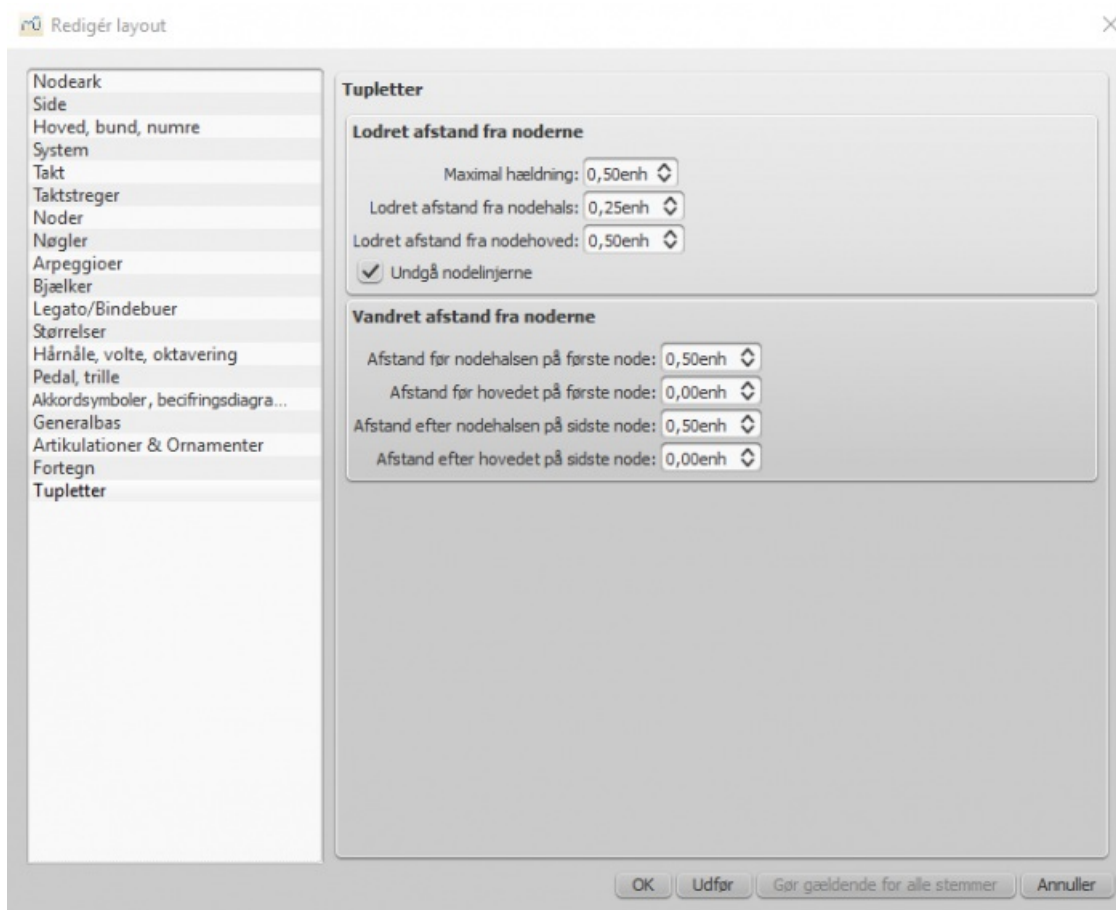 Redigér layout
Nodeark
Side
Hoved, bund, numre
System
Takt
Taktstreger
Noder
Nøgler
Arpeggioer
Bjælker
Legato/Bindebuer
Størrelser
Hårnåle, volte, oktavering
Pedal, trille
Akkordsymboler, becifringsdiagra...
Generalbas
Artikulationer & Ornamenter
Fortegn
Tupletter
Tupletter
Lodret afstand fra noderne
Maximal hældning: 0,50enh
Lodret afstand fra nodehals: 0,25enh
Lodret afstand fra nodehoved: 0,50enh
Undgå nodelinjerne
Vandret afstand fra noderne
Afstand før nodehalsen på første node: 0,50enh
Afstand før hovedet på første node: 0,00enh
Afstand efter nodehalsen på sidste node: 0,50enh
Afstand efter hovedet på sidste node: 0,00enh
OK Udfør Gør gældende for alle stemmer Annuller